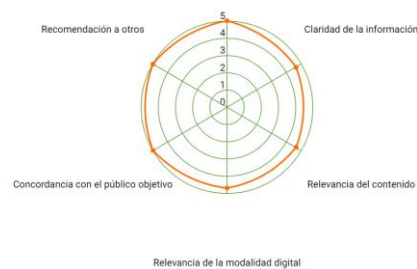 5
Recomendación a otros
Claridad de la información
4
3
2
1
0
Concordancia con el público objetivo
Relevancia del contenido
Relevancia de la modalidad digital